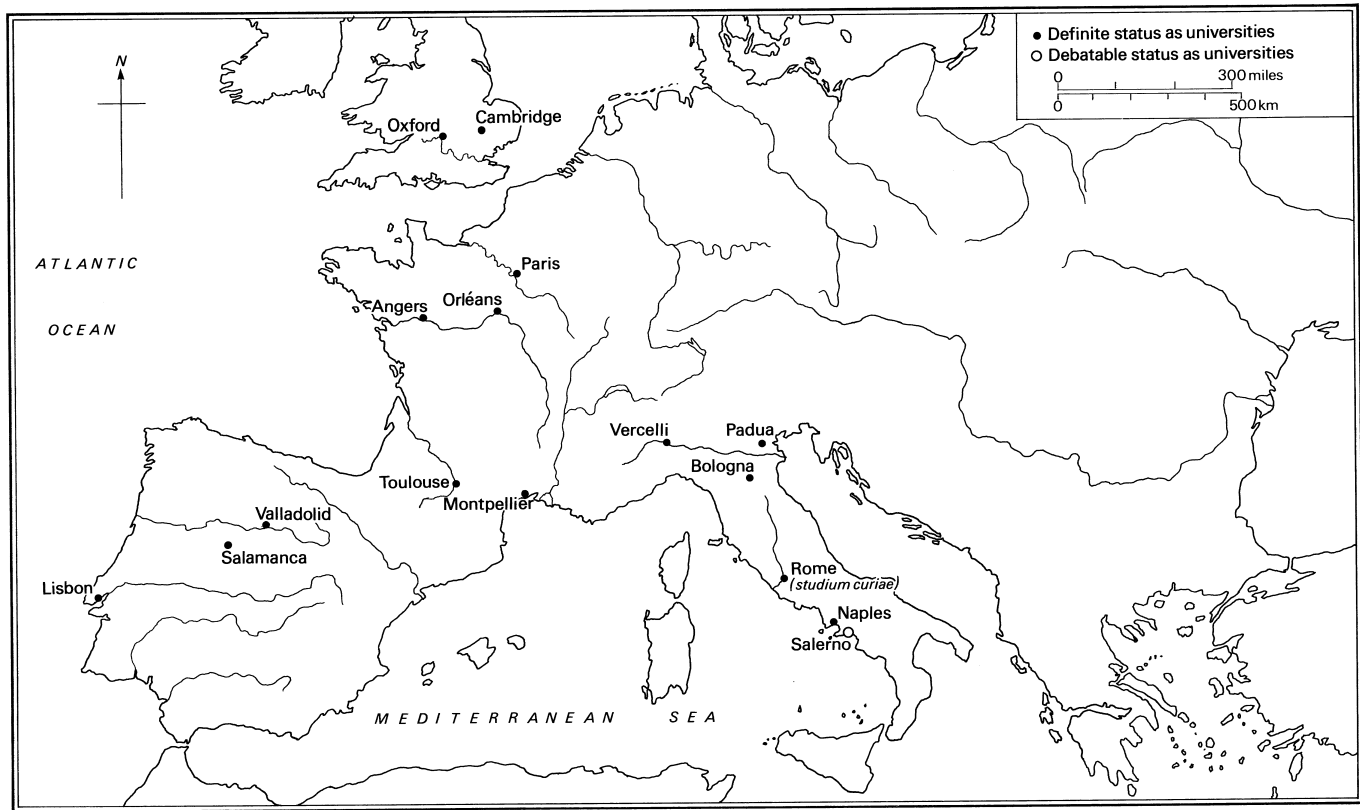 ● Definite status as universities
○ Debatable status as universities
0 300 miles
0 500 km
N
Oxford
Cambridge
ATLANTIC
OCEAN
Paris
Angers
Orléans
Vercelli
Padua
Bologna
Toulouse
Montpellier
Valladolid
Salamanca
Lisbon
Rome
(studium curiae)
Naples
Salerno
MEDITERRANEAN SEA